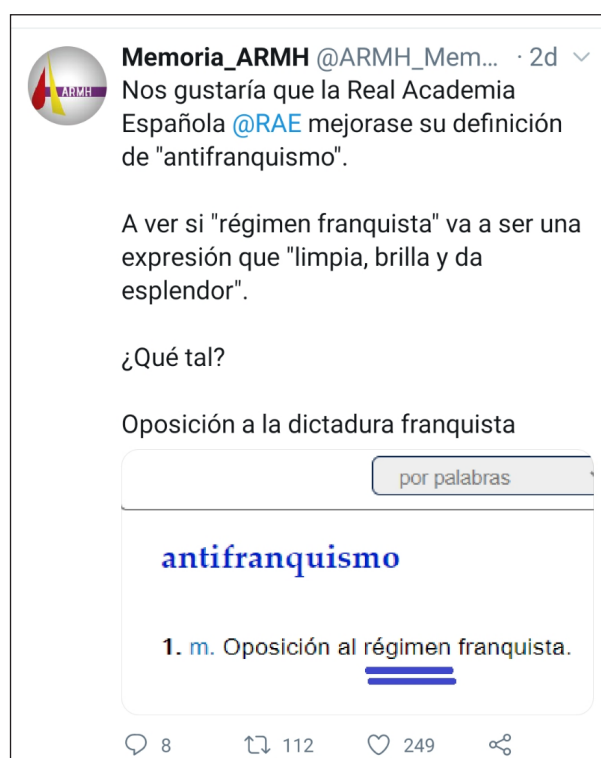 ARMH
Memoria_ARMH @ARMH_Mem... · 2d
Nos gustaría que la Real Academia
Española @RAE mejorase su definición
de "antifranquismo".
A ver si "régimen franquista" va a ser una
expresión que "limpia, brilla y da
esplendor".
¿Qué tal?
Oposición a la dictadura franquista
por palabras
antifranquismo
1. m. Oposición al régimen franquista.
8 112 249